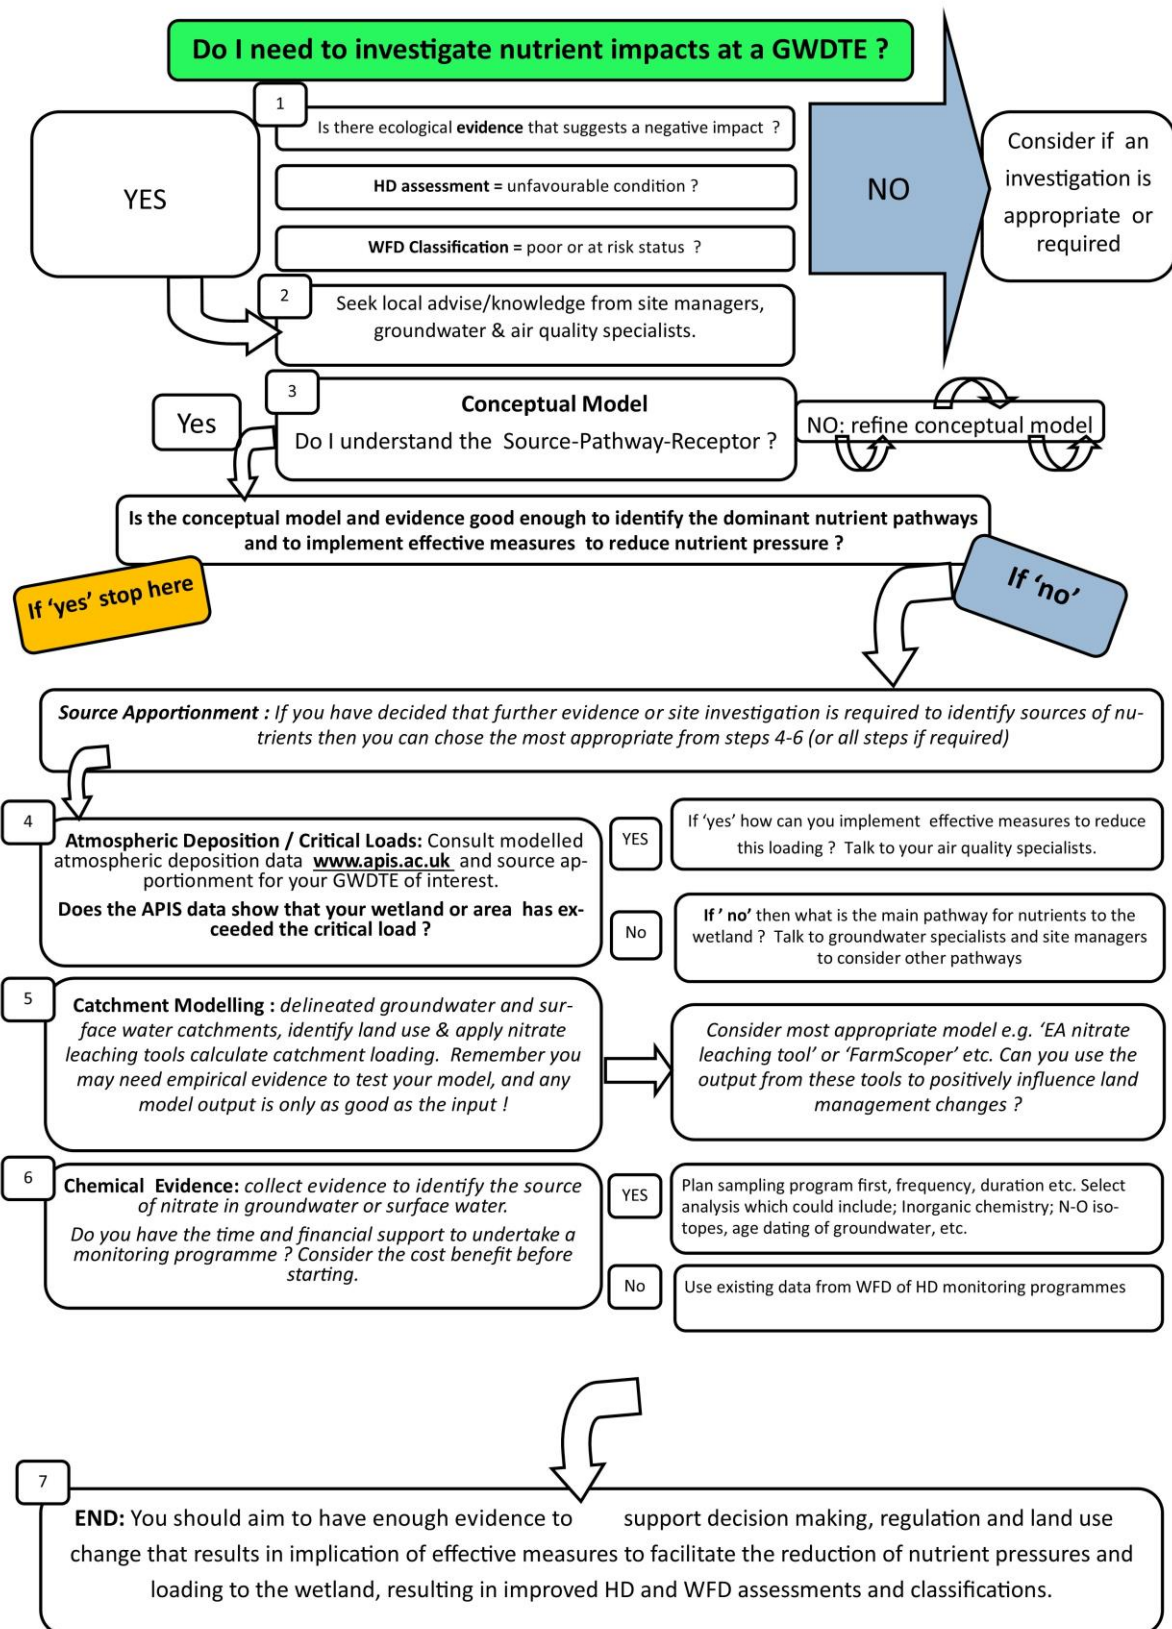 Do I need to investigate nutrient impacts at a GWDTE ?
1
Is there ecological evidence that suggests a negative impact ?
HD assessment = unfavourable condition ?
WFD Classification = poor or at risk status ?
YES
NO
Consider if an
investigation is
appropriate or
required
2
Seek local advise/knowledge from site managers,
groundwater & air quality specialists.
3
Conceptual Model
Do I understand the Source-Pathway-Receptor ?
Yes
NO: refine conceptual model
Is the conceptual model and evidence good enough to identify the dominant nutrient pathways
and to implement effective measures to reduce nutrient pressure ?
If 'yes' stop here
If 'no'
Source Apportionment : If you have decided that further evidence or site investigation is required to identify sources of nu-
trients then you can chose the most appropriate from steps 4-6 (or all steps if required)
4
Atmospheric Deposition / Critical Loads: Consult modelled
atmospheric deposition data www.apis.ac.uk and source ap-
portionment for your GWDTE of interest.
Does the APIS data show that your wetland or area has ex-
ceeded the critical load ?
YES
If 'yes' how can you implement effective measures to reduce
this loading ? Talk to your air quality specialists.
No
If ' no' then what is the main pathway for nutrients to the
wetland ? Talk to groundwater specialists and site managers
to consider other pathways
5
Catchment Modelling : delineated groundwater and sur-
face water catchments, identify land use & apply nitrate
leaching tools calculate catchment loading. Remember you
may need empirical evidence to test your model, and any
model output is only as good as the input !
Consider most appropriate model e.g. 'EA nitrate
leaching tool' or 'FarmScoper' etc. Can you use the
output from these tools to positively influence land
management changes ?
6
Chemical Evidence: collect evidence to identify the source
of nitrate in groundwater or surface water.
Do you have the time and financial support to undertake a
monitoring programme ? Consider the cost benefit before
starting.
YES
Plan sampling program first, frequency, duration etc. Select
analysis which could include; Inorganic chemistry; N-O iso-
topes, age dating of groundwater, etc.
No
Use existing data from WFD of HD monitoring programmes
7
END: You should aim to have enough evidence to support decision making, regulation and land use
change that results in implication of effective measures to facilitate the reduction of nutrient pressures and
loading to the wetland, resulting in improved HD and WFD assessments and classifications.